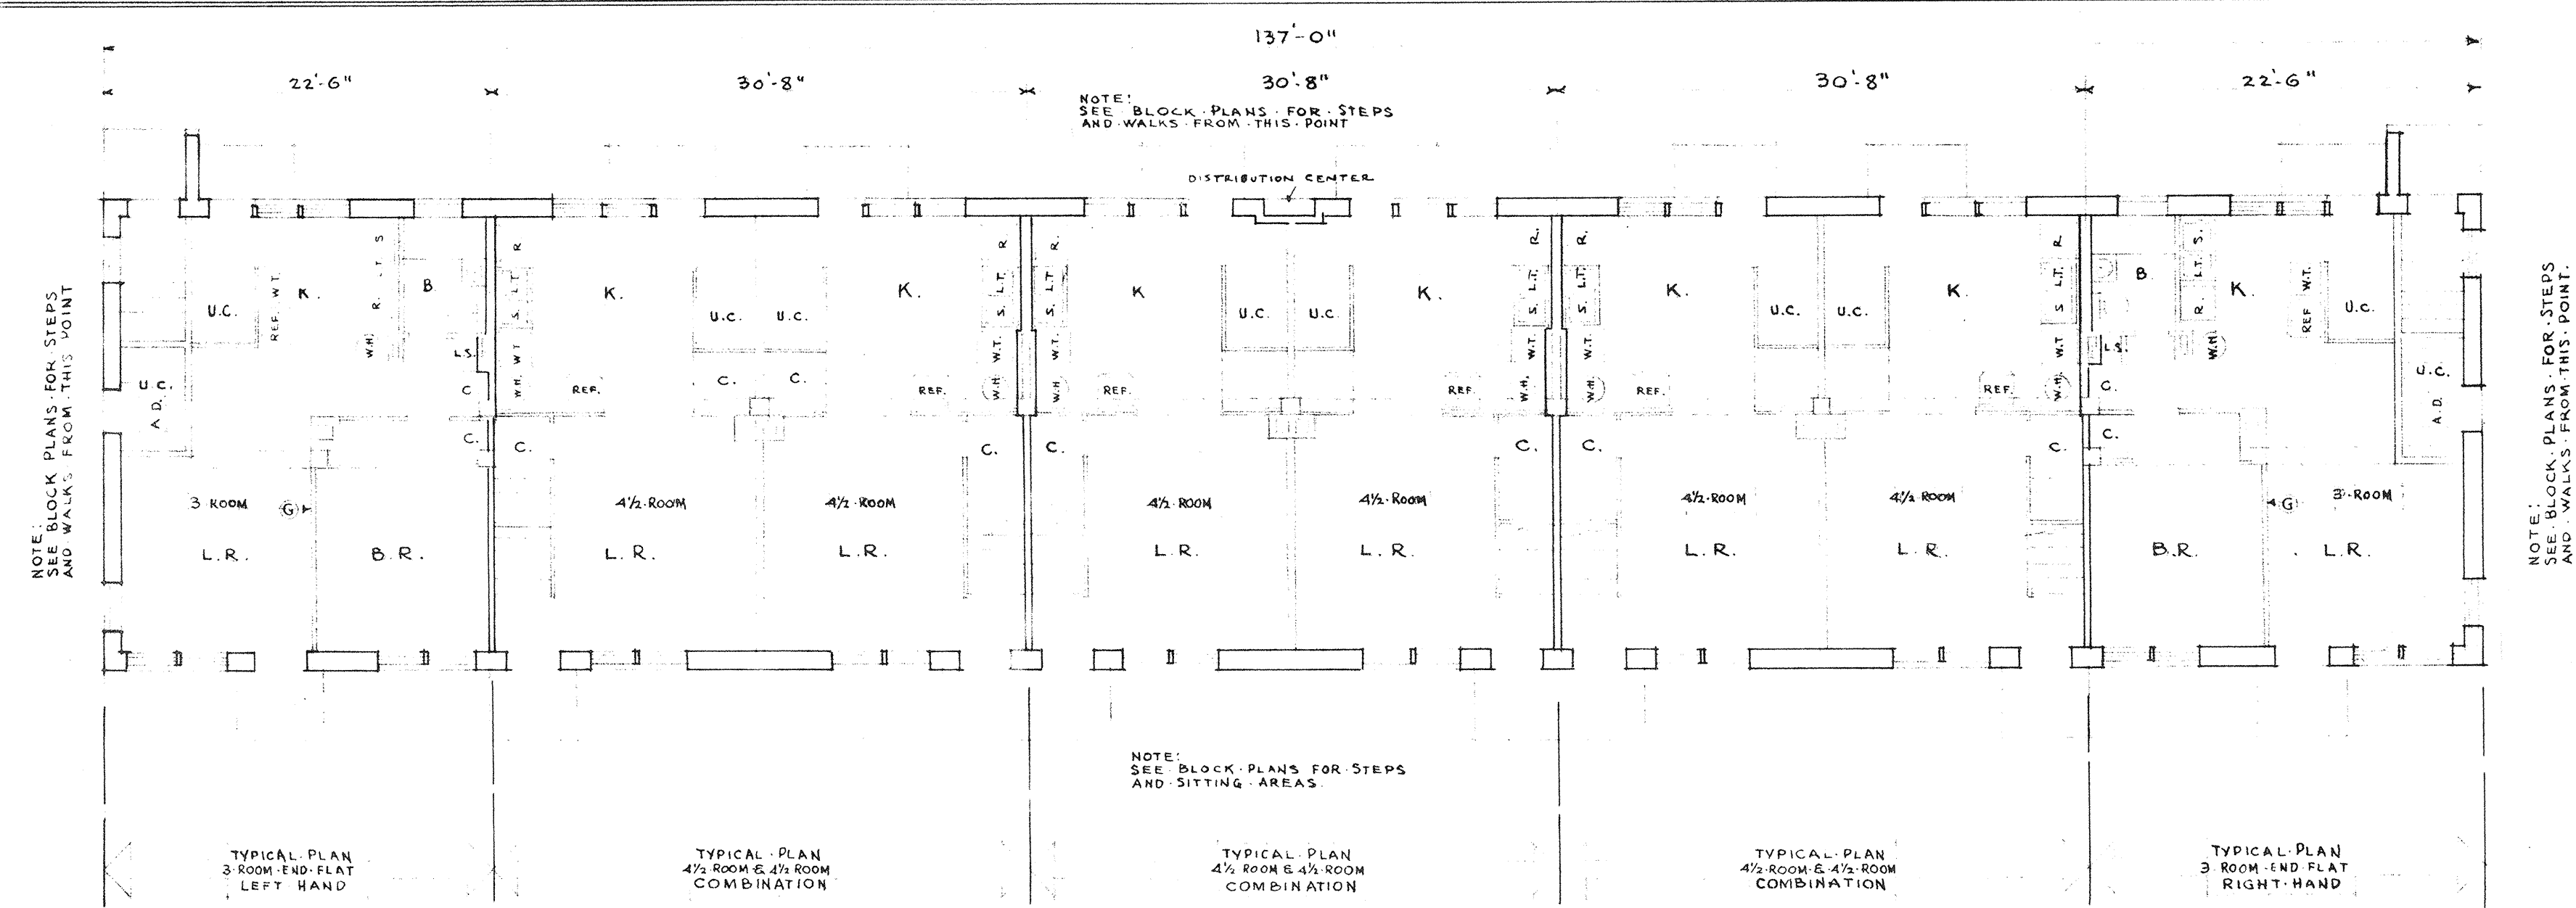 137'-0"
22'-6"
30'-8"
30'-8"
30'-8"
22'-6"
NOTE:
SEE · BLOCK · PLANS · FOR · STEPS
AND · WALKS · FROM · THIS · POINT
DISTRIBUTION CENTER
NOTE:
SEE BLOCK PLANS · FOR · STEPS
AND WALKS FROM · THIS POINT
U.C.
REF. W.T.
K.
W.H. R. L.T. S
B
L.S.
C
C.
U.C.
A.D.
3 ROOM
G
L.R.
B.R.
W.H. W.T. S. L.T. R
K.
REF.
C.
U.C.
U.C.
C.
C.
K.
REF.
W.H. W.T. S. L.T. R
C.
4½·ROOM
4½·ROOM
L.R.
L.R.
W.H. W.T. S. L.T. R.
K
REF.
C.
U.C.
U.C.
K.
REF.
W.H. W.T. S. L.T. R.
C.
4½·ROOM
4½·ROOM
L.R.
L.R.
W.H. W.T. S. L.T. R.
K.
REF.
C.
U.C.
U.C.
K.
REF.
W.H. W.T. S L.T. R
C.
4½·ROOM
4½·ROOM
L.R.
L.R.
B
L.S.
C.
C.
R. L.T. S.
W.H.
K.
REF W.T.
U.C.
U.C.
A.D.
G
3·ROOM
B.R.
L.R.
NOTE:
SEE · BLOCK · PLANS · FOR · STEPS
AND · WALKS · FROM · THIS · POINT.
NOTE:
SEE · BLOCK · PLANS FOR · STEPS
AND · SITTING · AREAS.
TYPICAL · PLAN
3·ROOM·END·FLAT
LEFT HAND
TYPICAL · PLAN
4½·ROOM & 4½ ROOM
COMBINATION
TYPICAL · PLAN
4½ ROOM & 4½·ROOM
COMBINATION
TYPICAL · PLAN
4½·ROOM·&·4½·ROOM
COMBINATION
TYPICAL · PLAN
3 ROOM·END·FLAT
RIGHT·HAND